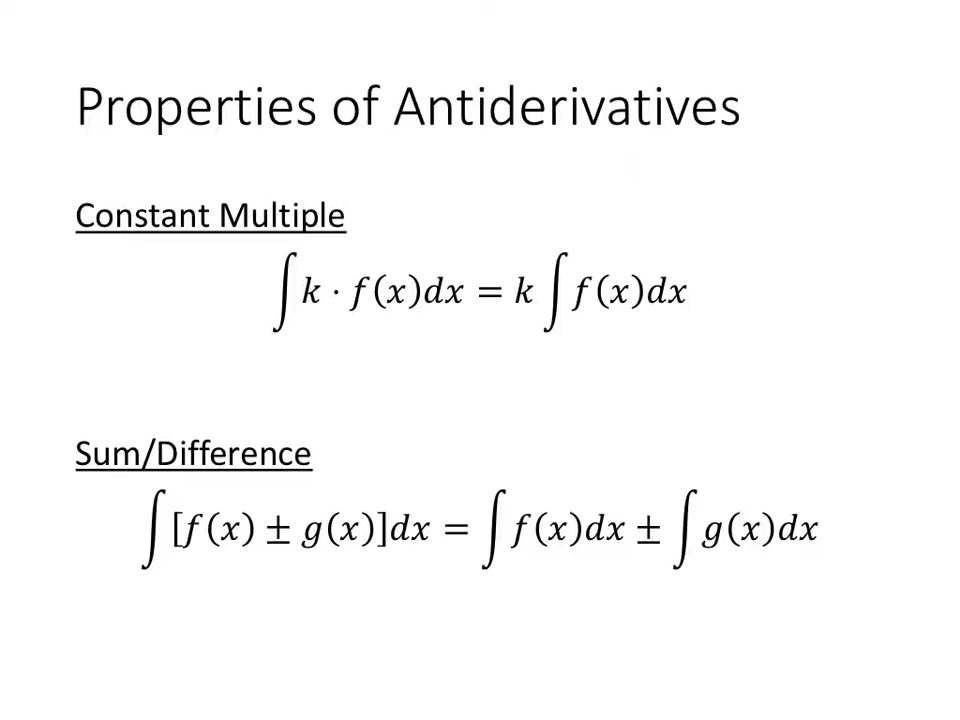 Properties of Antiderivatives
Constant Multiple
∫ k · f(x)dx = k ∫ f(x)dx
Sum/Difference
∫ [f(x) ± g(x)]dx = ∫ f(x)dx ± ∫ g(x)dx